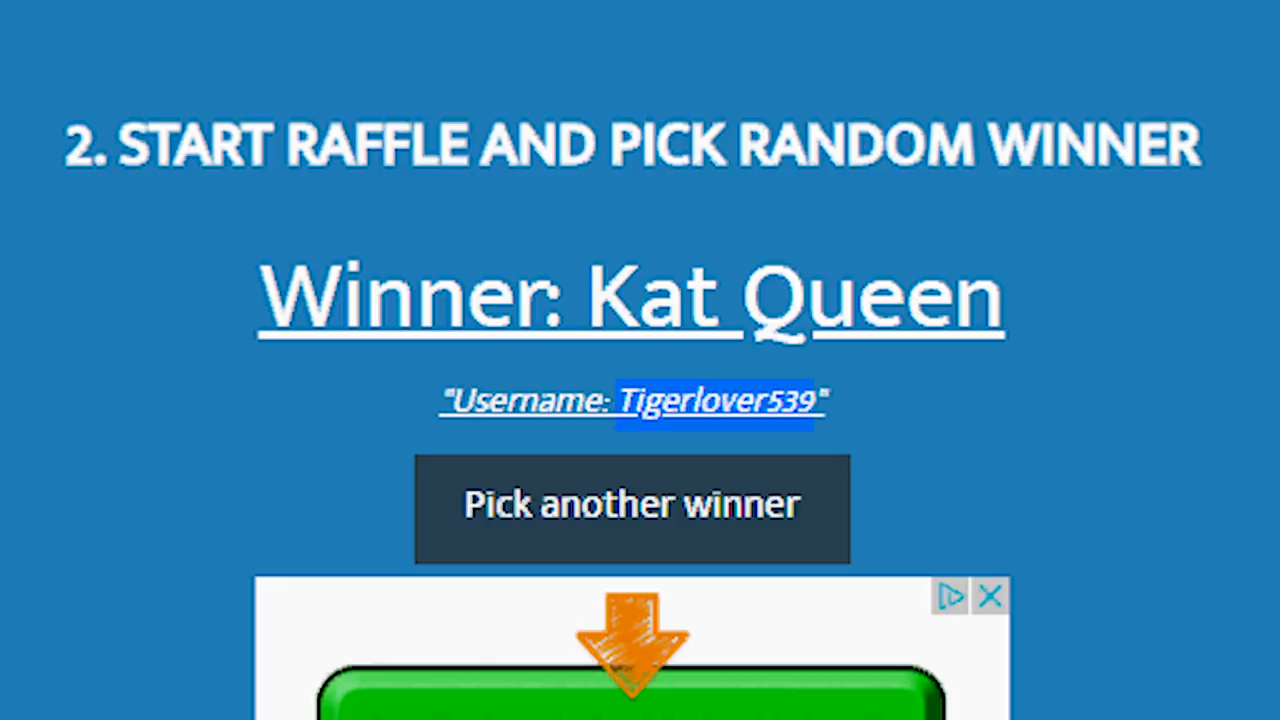 2. START RAFFLE AND PICK RANDOM WINNER
Winner: Kat Queen
"Username: Tigerlover539"
Pick another winner